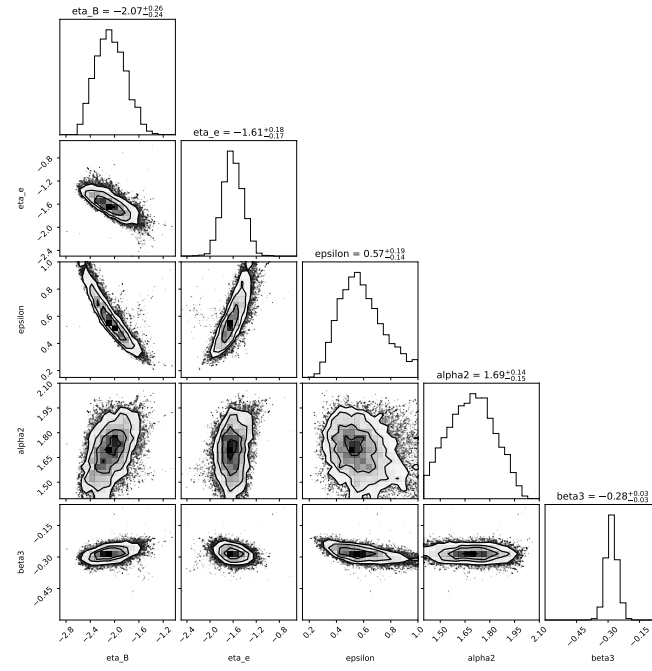 eta_B = −2.07+0.26−0.24
eta_e = −1.61+0.18−0.17
eta_e
−0.8
−1.2
−1.6
−2.0
−2.4
epsilon = 0.57+0.19−0.14
epsilon
1.0
0.8
0.6
0.4
0.2
alpha2 = 1.69+0.14−0.15
alpha2
2.10
1.95
1.80
1.65
1.50
beta3 = −0.28+0.03−0.03
beta3
−0.15
−0.30
−0.45
−2.8 −2.4 −2.0 −1.6 −1.2
−2.4 −2.0 −1.6 −1.2 −0.8
0.2 0.4 0.6 0.8 1.0
1.50 1.65 1.80 1.95 2.10
−0.45 −0.30 −0.15
eta_B eta_e epsilon alpha2 beta3